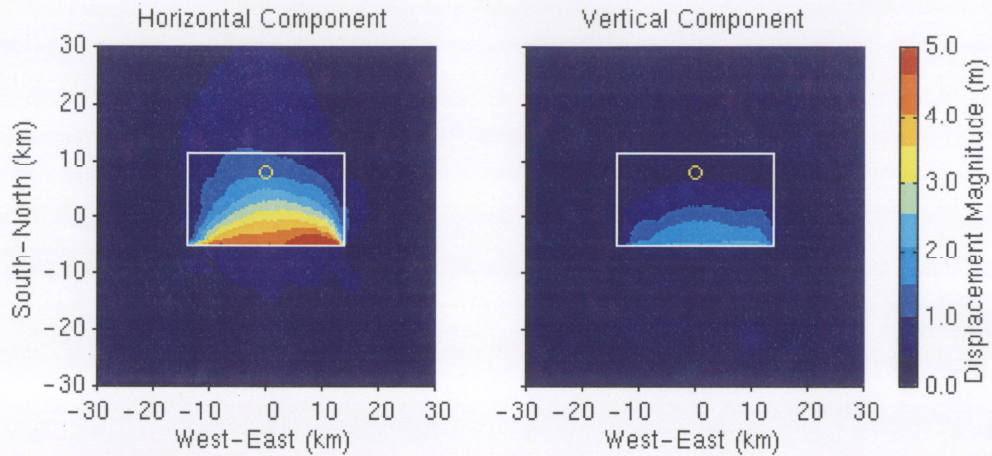 Horizontal Component
Vertical Component
30
20
10
0
-10
-20
-30
South-North (km)
-30 -20 -10 0 10 20 30
West-East (km)
-30 -20 -10 0 10 20 30
West-East (km)
5.0
4.0
3.0
2.0
1.0
0.0
Displacement Magnitude (m)